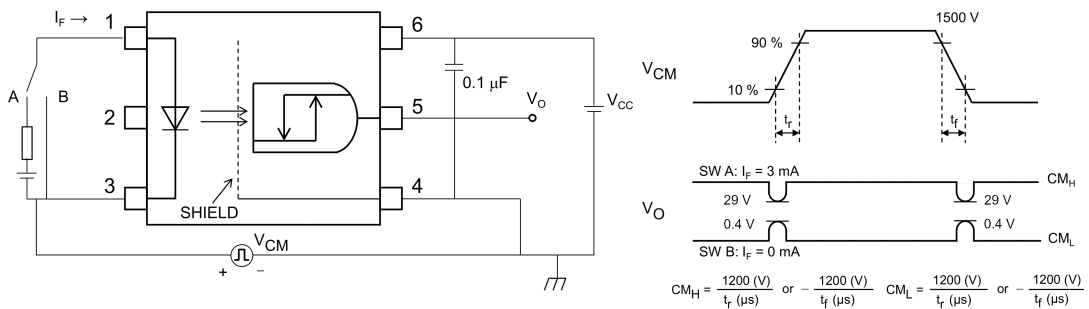 I_F →
1
6
A
B
2
3
5
4
0.1 μF
V_O
V_CC
SHIELD
V_CM
+
−
V_CM
1500 V
90 %
10 %
t_r
t_f
V_O
SW A: I_F = 3 mA
CM_H
29 V
29 V
0.4 V
0.4 V
CM_L
SW B: I_F = 0 mA
CM_H = 1200 (V) / t_r (μs) or − 1200 (V) / t_f (μs) CM_L = 1200 (V) / t_r (μs) or − 1200 (V) / t_f (μs)